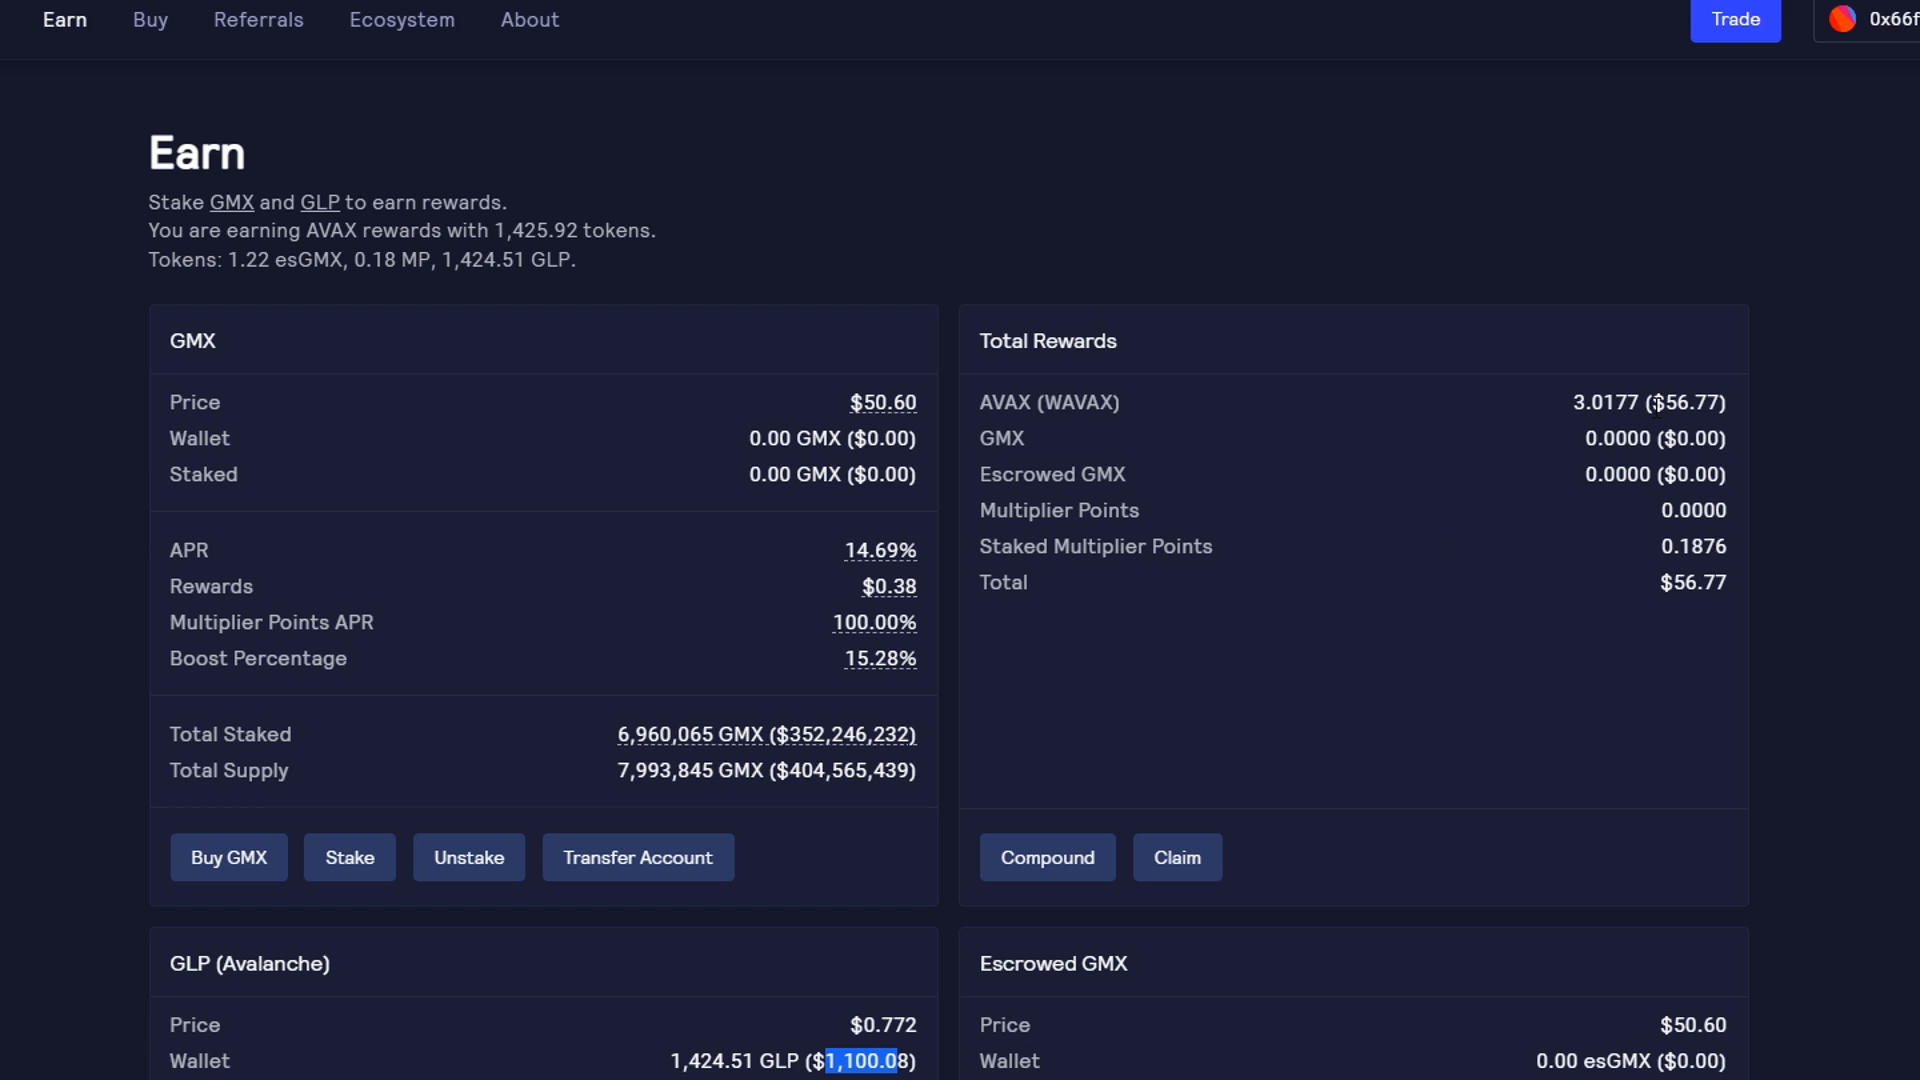 Earn Buy Referrals Ecosystem About Trade 0x66f
Earn
Stake GMX and GLP to earn rewards.
You are earning AVAX rewards with 1,425.92 tokens.
Tokens: 1.22 esGMX, 0.18 MP, 1,424.51 GLP.
GMX
Price $50.60
Wallet 0.00 GMX ($0.00)
Staked 0.00 GMX ($0.00)
APR 14.69%
Rewards $0.38
Multiplier Points APR 100.00%
Boost Percentage 15.28%
Total Staked 6,960,065 GMX ($352,246,232)
Total Supply 7,993,845 GMX ($404,565,439)
Buy GMX Stake Unstake Transfer Account
Total Rewards
AVAX (WAVAX) 3.0177 ($56.77)
GMX 0.0000 ($0.00)
Escrowed GMX 0.0000 ($0.00)
Multiplier Points 0.0000
Staked Multiplier Points 0.1876
Total $56.77
Compound Claim
GLP (Avalanche)
Price $0.772
Wallet 1,424.51 GLP ($1,100.08)
Escrowed GMX
Price $50.60
Wallet 0.00 esGMX ($0.00)